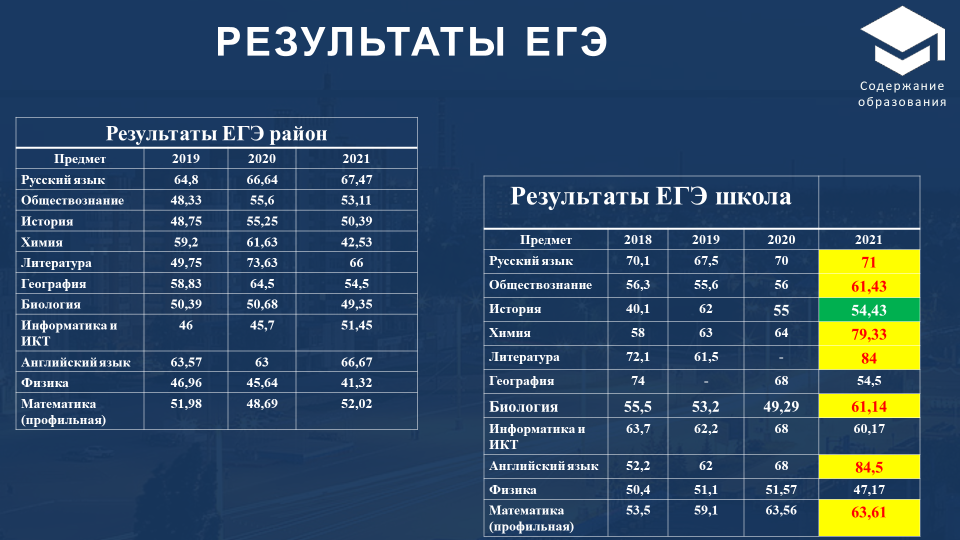 РЕЗУЛЬТАТЫ ЕГЭ
Содержание
образования
Результаты ЕГЭ район
Предмет 2019 2020 2021
Русский язык 64,8 66,64 67,47
Обществознание 48,33 55,6 53,11
История 48,75 55,25 50,39
Химия 59,2 61,63 42,53
Литература 49,75 73,63 66
География 58,83 64,5 54,5
Биология 50,39 50,68 49,35
Информатика и 46 45,7 51,45
ИКТ
Английский язык 63,57 63 66,67
Физика 46,96 45,64 41,32
Математика 51,98 48,69 52,02
(профильная)
Результаты ЕГЭ школа
Предмет 2018 2019 2020 2021
Русский язык 70,1 67,5 70 71
Обществознание 56,3 55,6 56 61,43
История 40,1 62 55 54,43
Химия 58 63 64 79,33
Литература 72,1 61,5 - 84
География 74 - 68 54,5
Биология 55,5 53,2 49,29 61,14
Информатика и 63,7 62,2 68 60,17
ИКТ
Английский язык 52,2 62 68 84,5
Физика 50,4 51,1 51,57 47,17
Математика 53,5 59,1 63,56 63,61
(профильная)